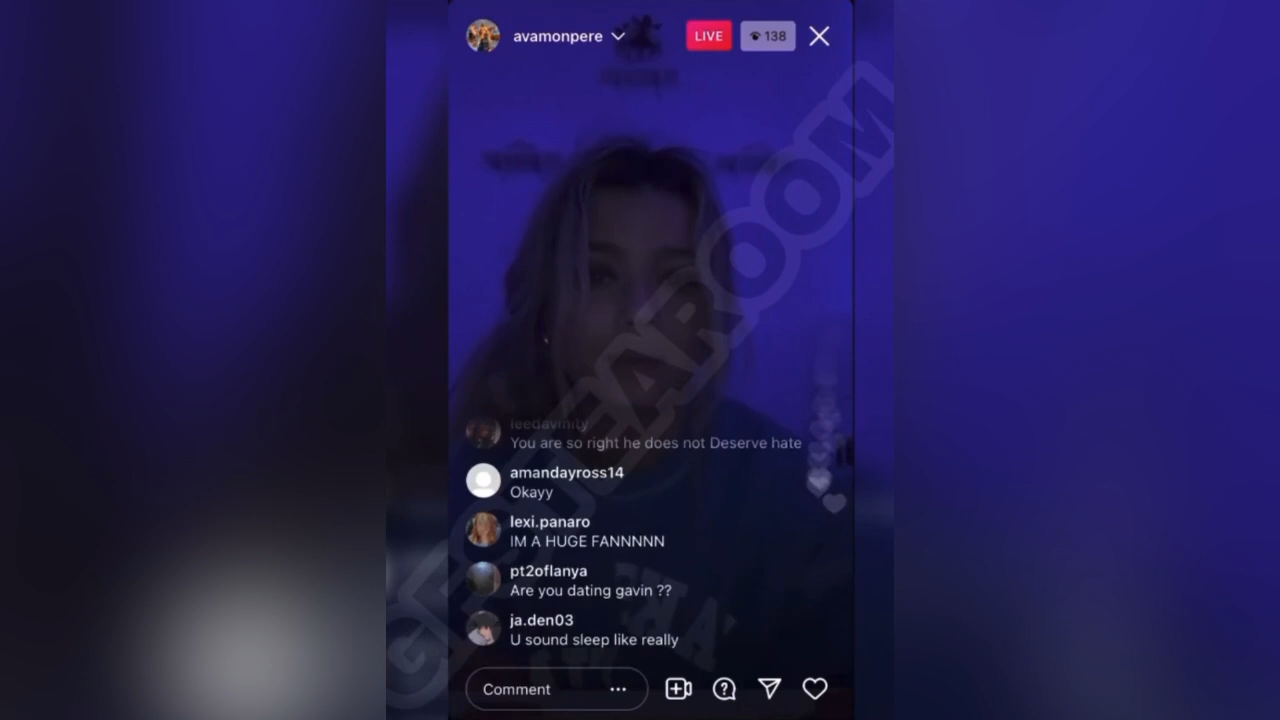 avamonpere
LIVE
138
leedavinity
You are so right he does not Deserve hate
amandayross14
Okayy
lexi.panaro
IM A HUGE FANNNNN
pt2oflanya
Are you dating gavin ??
ja.den03
U sound sleep like really
Comment